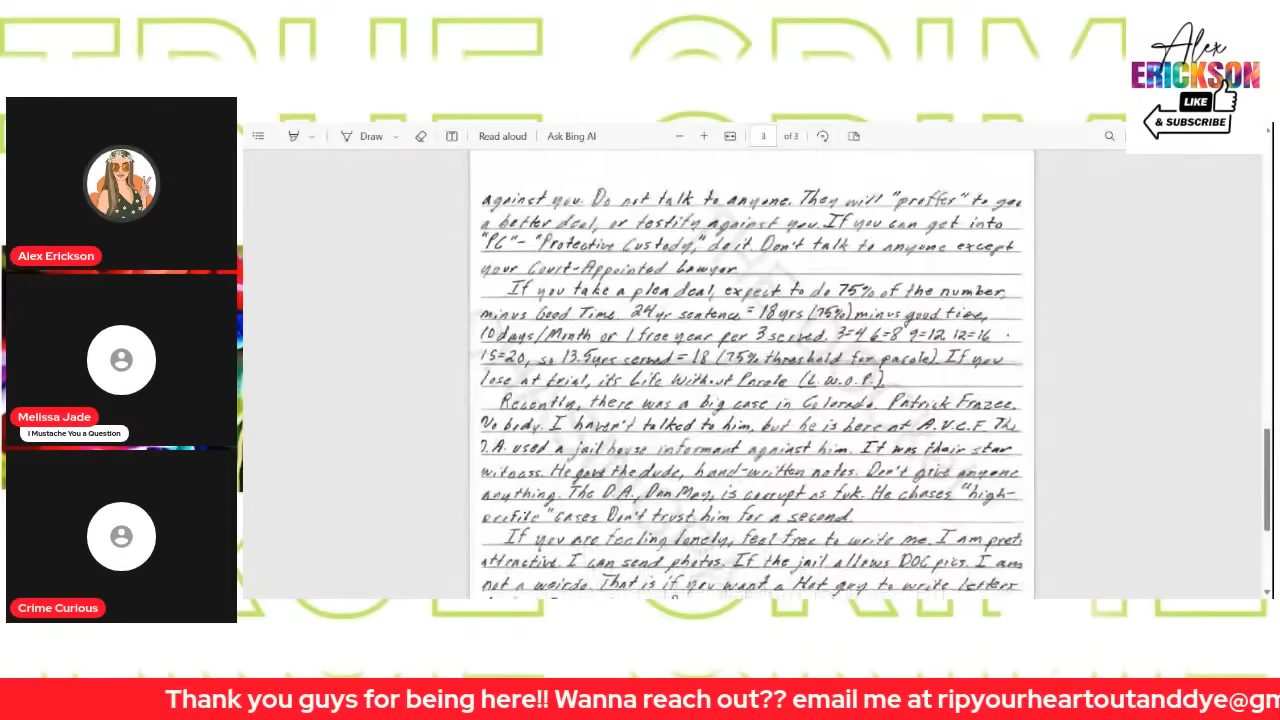 TRUE CRIME
Alex
ERICKSON
LIKE
& SUBSCRIBE
Draw
Read aloud
Ask Bing AI
3
of 3
Alex Erickson
Melissa Jade
I Mustache You a Question
Crime Curious
against you. Do not talk to anyone. They will "proffer" to get
a better deal, or testify against you. If you can get into
"PC" - "Protective Custody," do it. Don't talk to anyone except
your Court-Appointed Lawyer.
If you take a plea deal, expect to do 75% of the number,
minus Good Time. 24 yr sentence = 18 yrs (75%) minus good time,
10 days/Month or 1 free year per 3 served. 3=4 6=8 9=12, 12=16
15=20, so 13.5 yrs served = 18 (75% threshold for parole) If you
lose at trial, its Life Without Parole (L.W.O.P.)
Recently, there was a big case in Colorado. Patrick Frazee.
No body. I haven't talked to him, but he is here at A.V.C.F. The
D.A. used a jailhouse informant against him. It was their star
witness. He gave the dude, hand-written notes. Don't give anyone
anything. The D.A., Dan May, is corrupt as fuk. He chases "high-
profile" cases Don't trust him for a second.
If you are feeling lonely, feel free to write me. I am prett
attractive. I can send photos. If the jail allows DOC pics. I am
not a weirdo. That is if you want a Hot guy to write letters
Thank you guys for being here!! Wanna reach out?? email me at ripyourheartoutanddye@gm